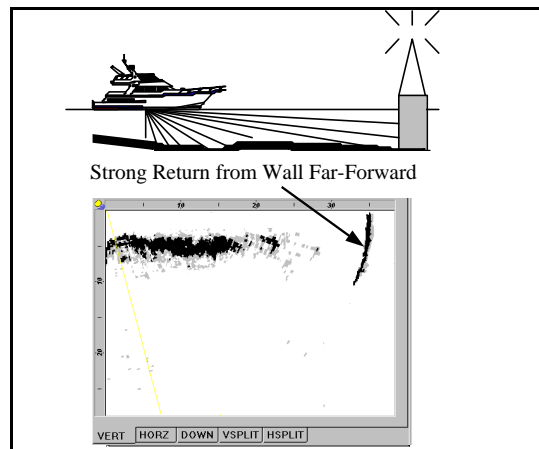 Strong Return from Wall Far-Forward
10 20 30
10
20
VERT HORZ DOWN VSPLIT HSPLIT